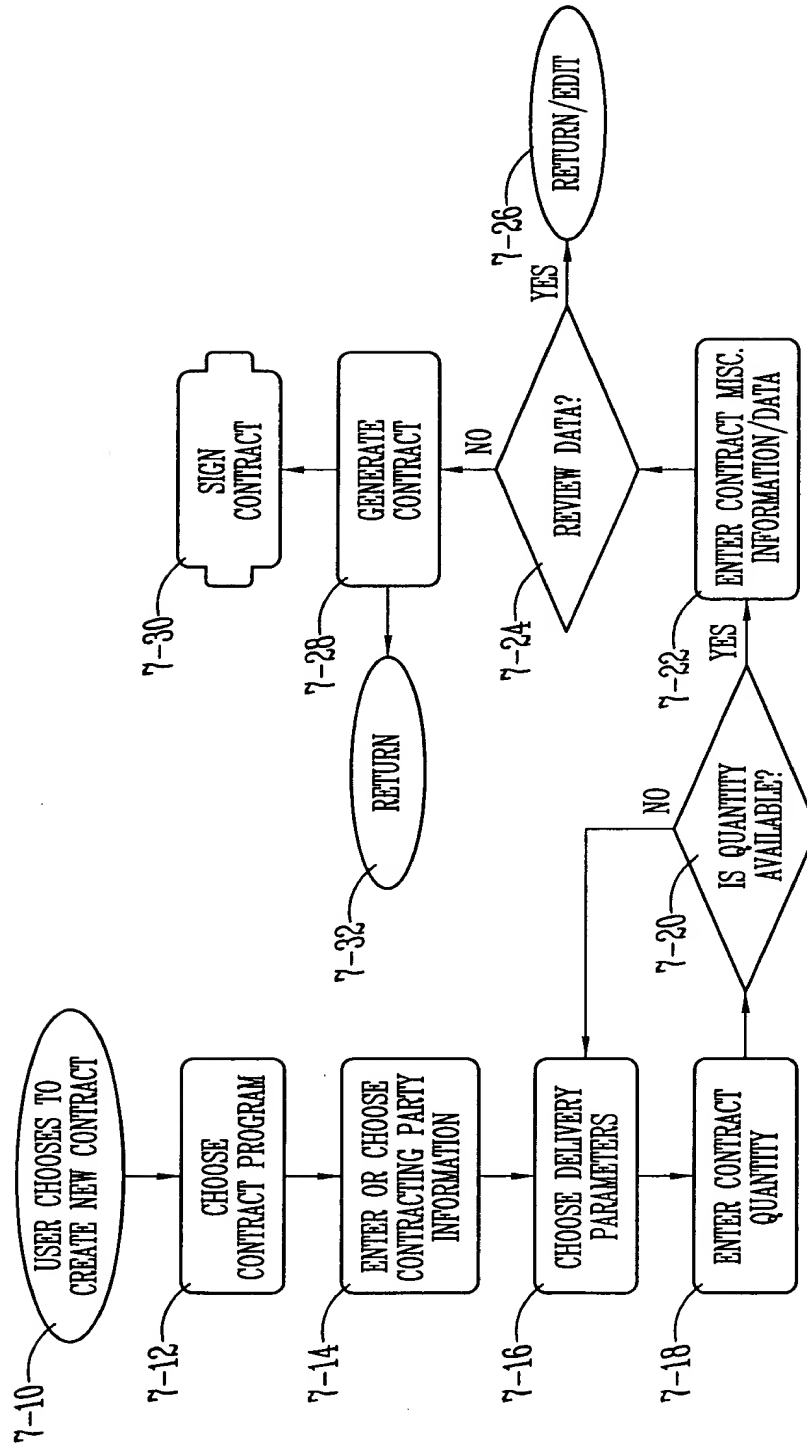 7-10
USER CHOOSES TO
CREATE NEW CONTRACT
7-12
CHOOSE
CONTRACT PROGRAM
7-14
ENTER OR CHOOSE
CONTRACTING PARTY
INFORMATION
7-16
CHOOSE DELIVERY
PARAMETERS
7-18
ENTER CONTRACT
QUANTITY
7-20
IS QUANTITY
AVAILABLE?
NO
YES
7-22
ENTER CONTRACT MISC.
INFORMATION/DATA
7-24
REVIEW DATA?
YES
7-26
RETURN/EDIT
NO
7-28
GENERATE
CONTRACT
7-30
SIGN
CONTRACT
7-32
RETURN